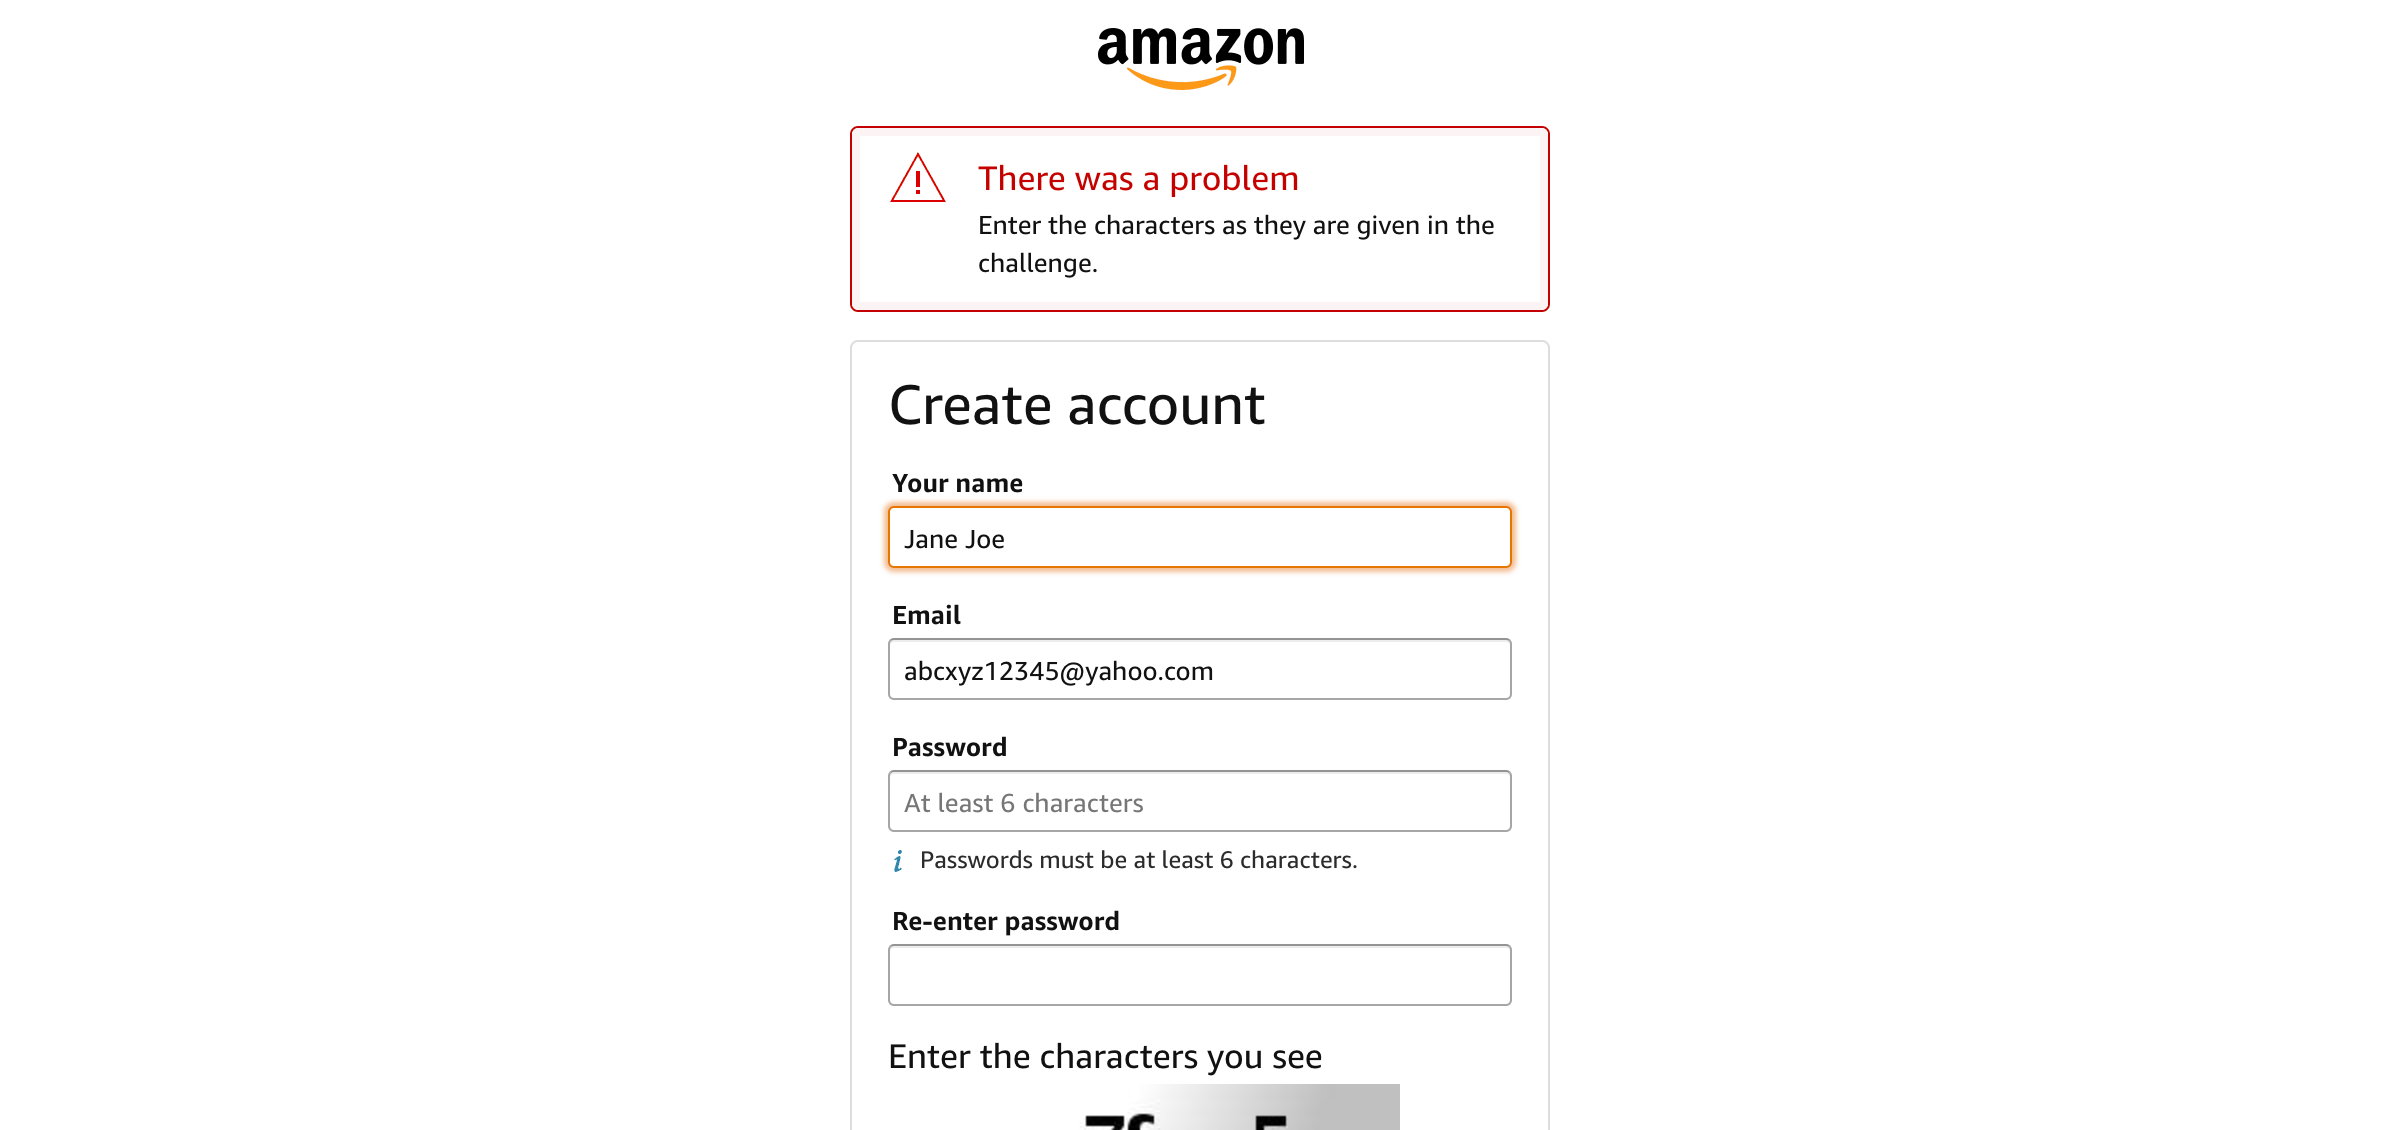 amazon
There was a problem
Enter the characters as they are given in the
challenge.
Create account
Your name
Jane Joe
Email
abcxyz12345@yahoo.com
Password
At least 6 characters
i Passwords must be at least 6 characters.
Re-enter password
Enter the characters you see